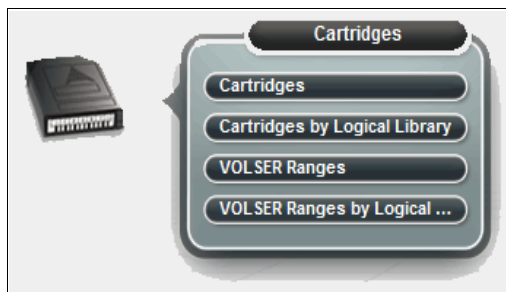 Cartridges
Cartridges
Cartridges by Logical Library
VOLSER Ranges
VOLSER Ranges by Logical ...